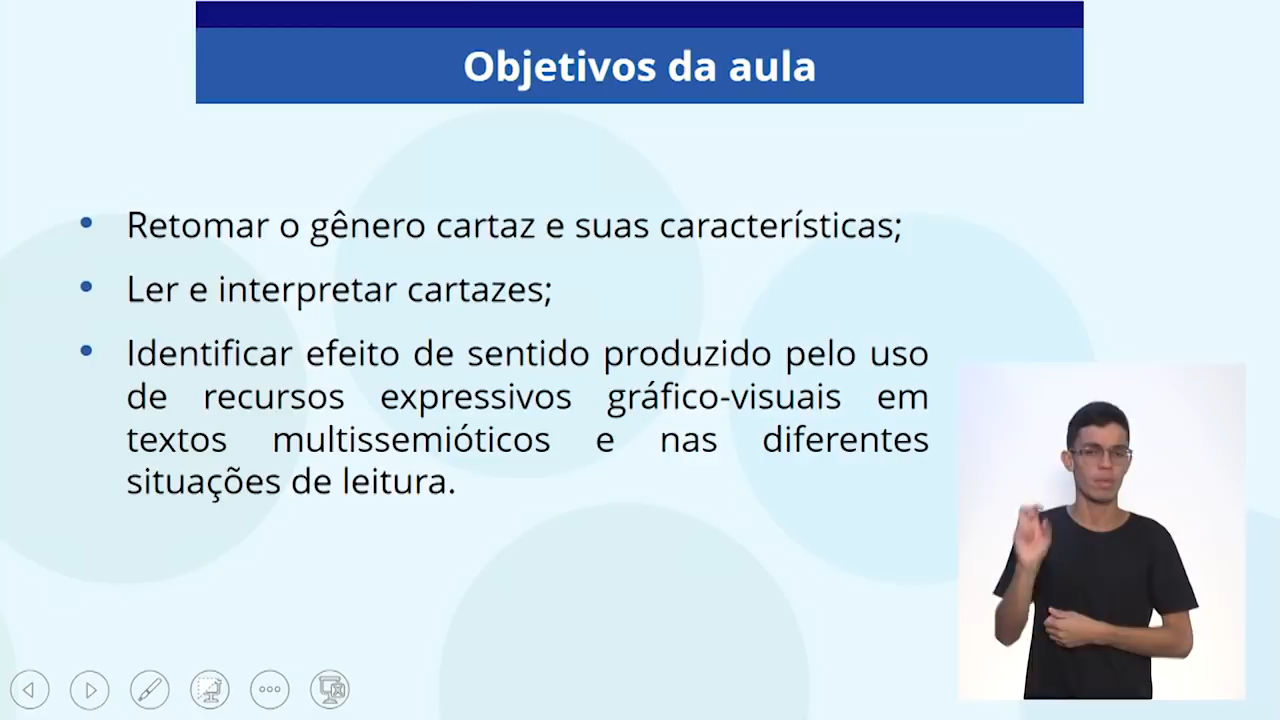 Objetivos da aula
• Retomar o gênero cartaz e suas características;
• Ler e interpretar cartazes;
• Identificar efeito de sentido produzido pelo uso
de recursos expressivos gráfico-visuais em
textos multissemióticos e nas diferentes
situações de leitura.